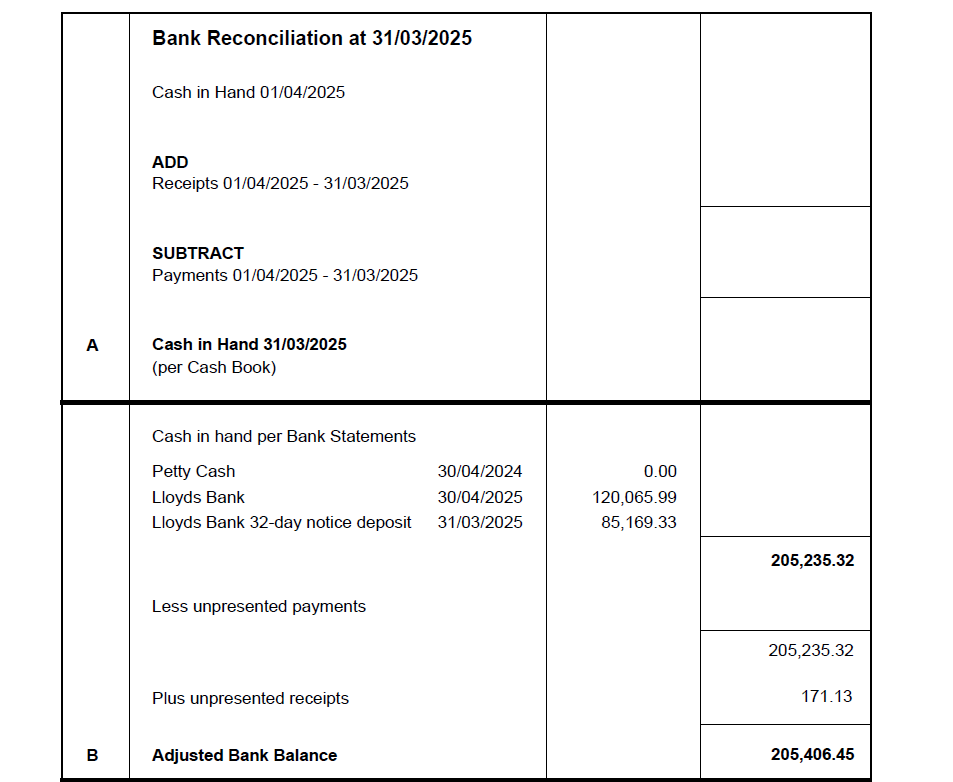 Bank Reconciliation at 31/03/2025
Cash in Hand 01/04/2025
ADD
Receipts 01/04/2025 - 31/03/2025
SUBTRACT
Payments 01/04/2025 - 31/03/2025
A Cash in Hand 31/03/2025
(per Cash Book)
Cash in hand per Bank Statements
Petty Cash 30/04/2024 0.00
Lloyds Bank 30/04/2025 120,065.99
Lloyds Bank 32-day notice deposit 31/03/2025 85,169.33
205,235.32
Less unpresented payments
205,235.32
Plus unpresented receipts 171.13
B Adjusted Bank Balance 205,406.45